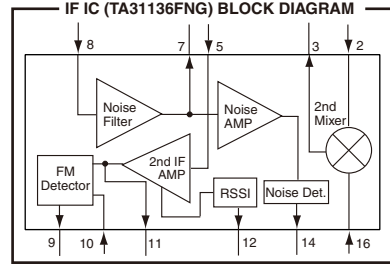 IF IC (TA31136FNG) BLOCK DIAGRAM
8
7
5
3
2
Noise
Filter
Noise
AMP
2nd
Mixer
FM
Detector
2nd IF
AMP
RSSI
Noise Det.
9
10
11
12
14
16